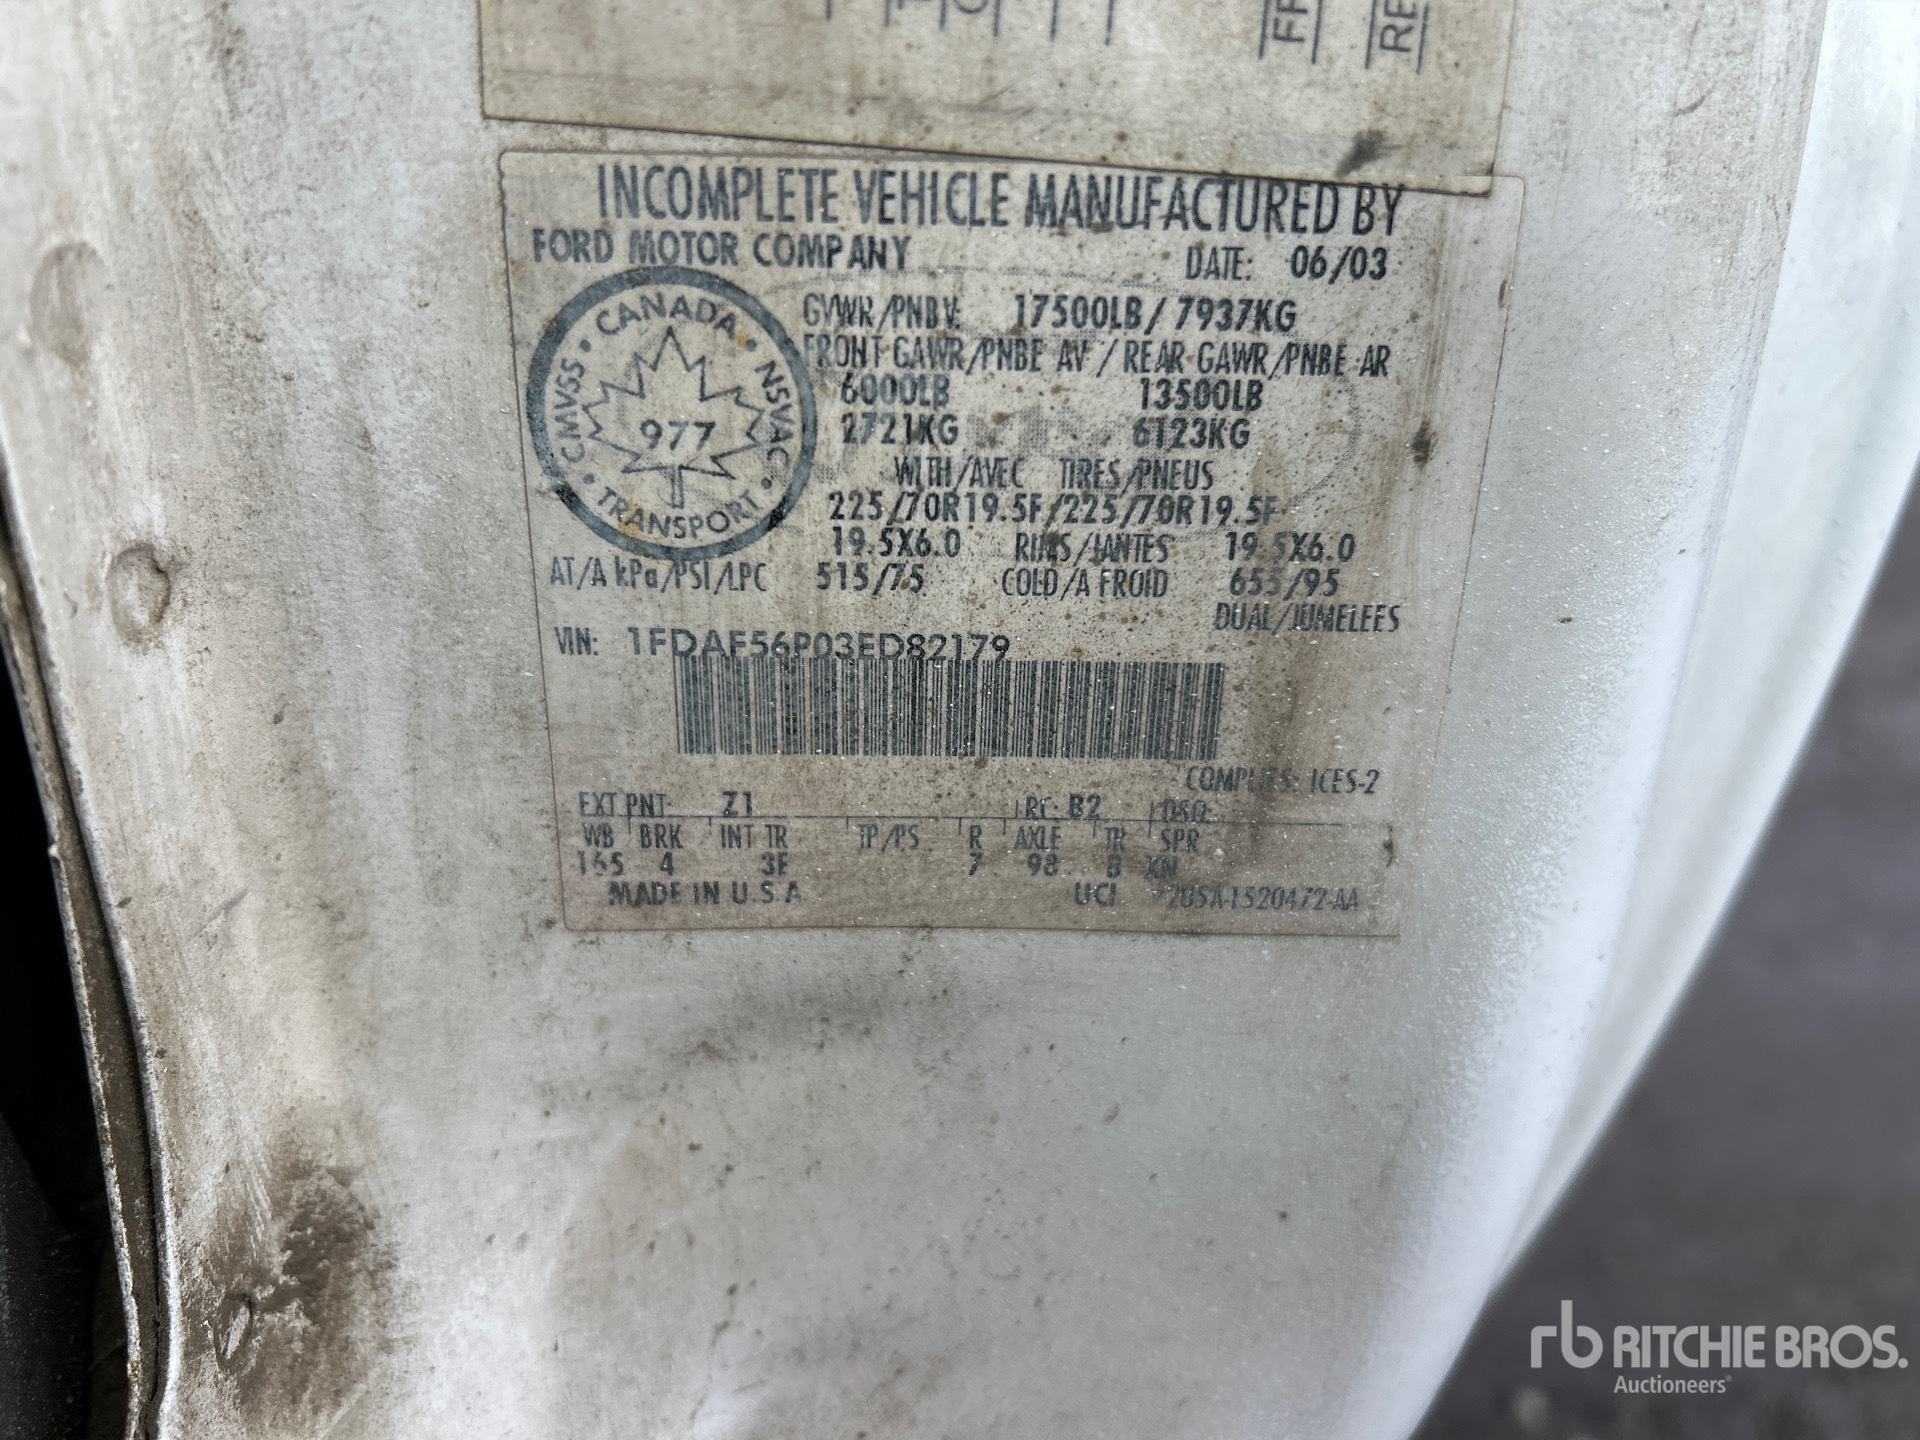 FR
RE
INCOMPLETE VEHICLE MANUFACTURED BY
FORD MOTOR COMPANY DATE: 06/03
CANADA · NSVAC · TRANSPORT · CMVSS ·
977
GVWR/PNBV: 17500LB/ 7937KG
FRONT GAWR/PNBE AV / REAR GAWR/PNBE AR
6000LB 13500LB
2721KG 6123KG
WITH/AVEC TIRES/PNEUS
225/70R19.5F/225/70R19.5F
19.5X6.0 RIMS/JANTES 19.5X6.0
AT/A kPa/PSI/LPC 515/75 COLD/A FROID 655/95
DUAL/JUMELEES
VIN: 1FDAF56P03ED82179
COMPLIES: ICES-2
EXT PNT: Z1 RC: B2 DSO:
WB BRK INT TR TP/PS R AXLE TR SPR
165 4 3F 7 98 B KN
MADE IN U.S.A UCI
rb RITCHIE BROS.
Auctioneers